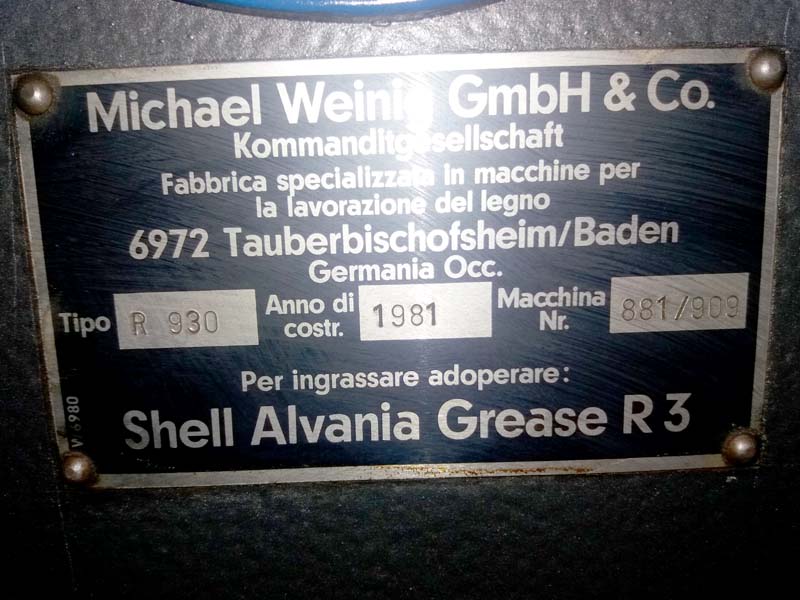 Michael Weinig GmbH & Co.
Kommanditgesellschaft
Fabbrica specializzata in macchine per
la lavorazione del legno
6972 Tauberbischofsheim/Baden
Germania Occ.
Tipo R 930 Anno di costr. 1981 Macchina Nr. 881/909
Per ingrassare adoperare:
Shell Alvania Grease R 3